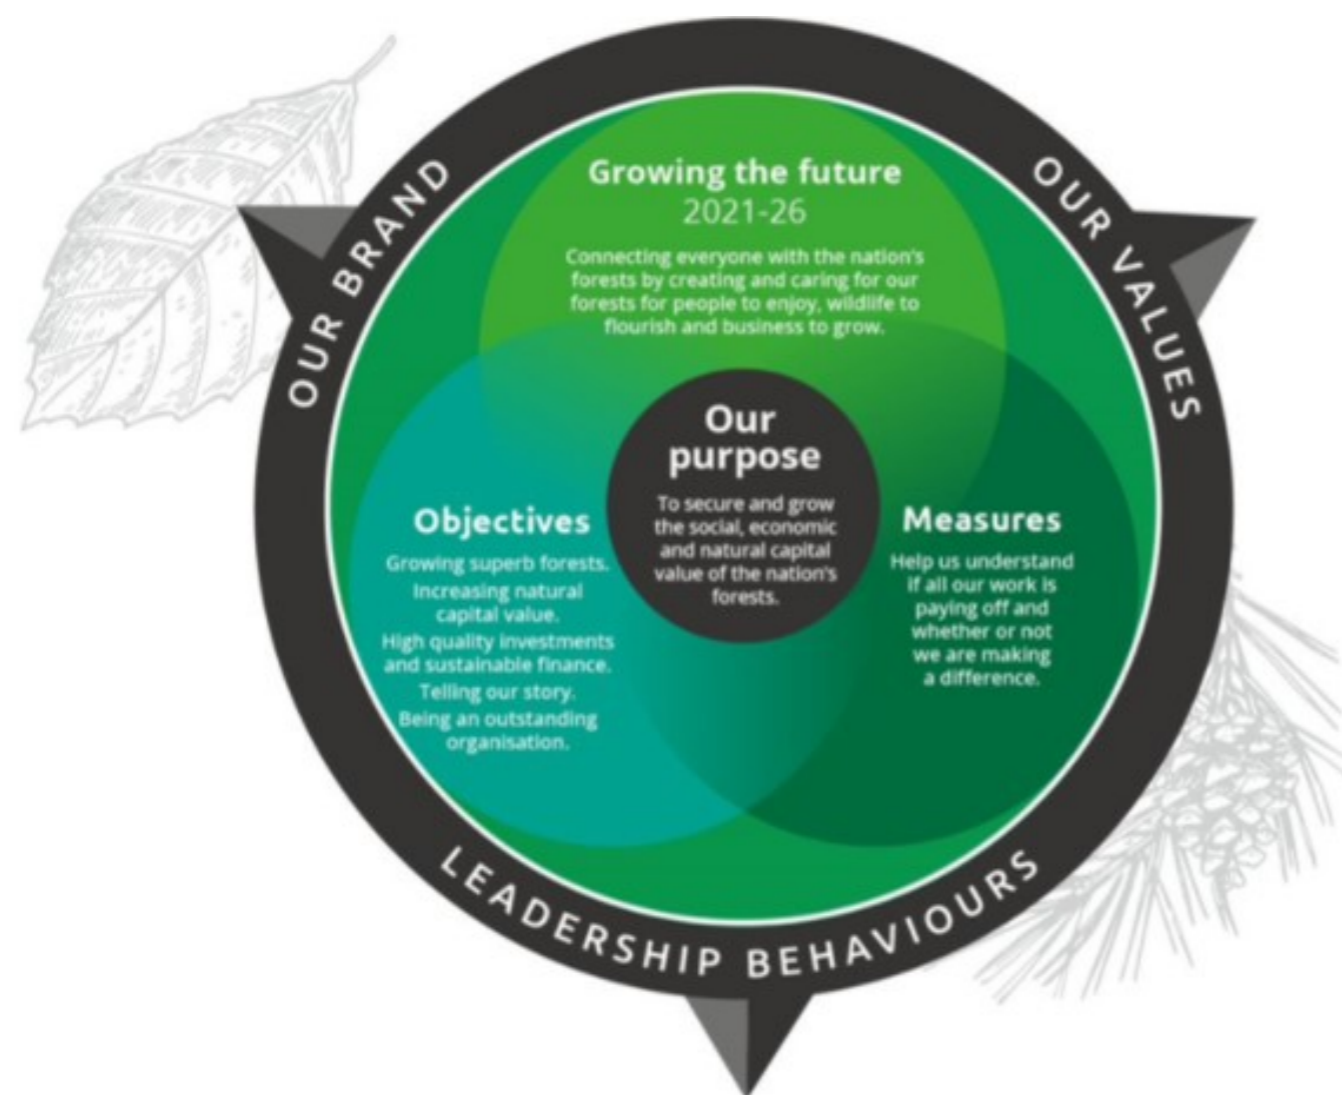 OUR BRAND
OUR VALUES
Growing the future
2021-26
Connecting everyone with the nation's
forests by creating and caring for our
forests for people to enjoy, wildlife to
flourish and business to grow.
Our
purpose
To secure and grow
the social, economic
and natural capital
value of the nation's
forests.
Objectives
Growing superb forests.
Increasing natural
capital value.
High quality investments
and sustainable finance.
Telling our story.
Being an outstanding
organisation.
Measures
Help us understand
if all our work is
paying off and
whether or not
we are making
a difference.
LEADERSHIP BEHAVIOURS